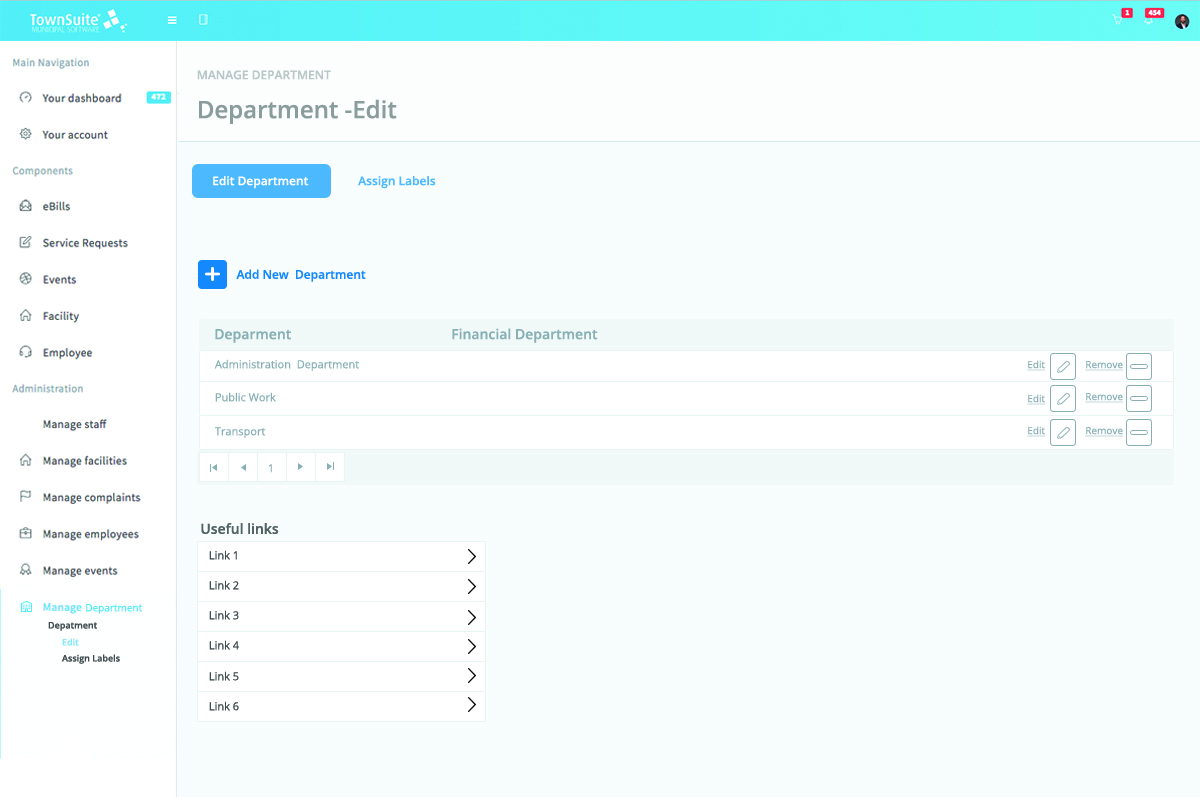 TownSuite
MUNICIPAL SOFTWARE
1
454
Main Navigation
Your dashboard 472
Your account
Components
eBills
Service Requests
Events
Facility
Employee
Administration
Manage staff
Manage facilities
Manage complaints
Manage employees
Manage events
Manage Department
Depatment
Edit
Assign Labels
MANAGE DEPARTMENT
Department -Edit
Edit Department Assign Labels
Add New Department
Deparment Financial Department
Administration Department Edit Remove
Public Work Edit Remove
Transport Edit Remove
1
Useful links
Link 1
Link 2
Link 3
Link 4
Link 5
Link 6